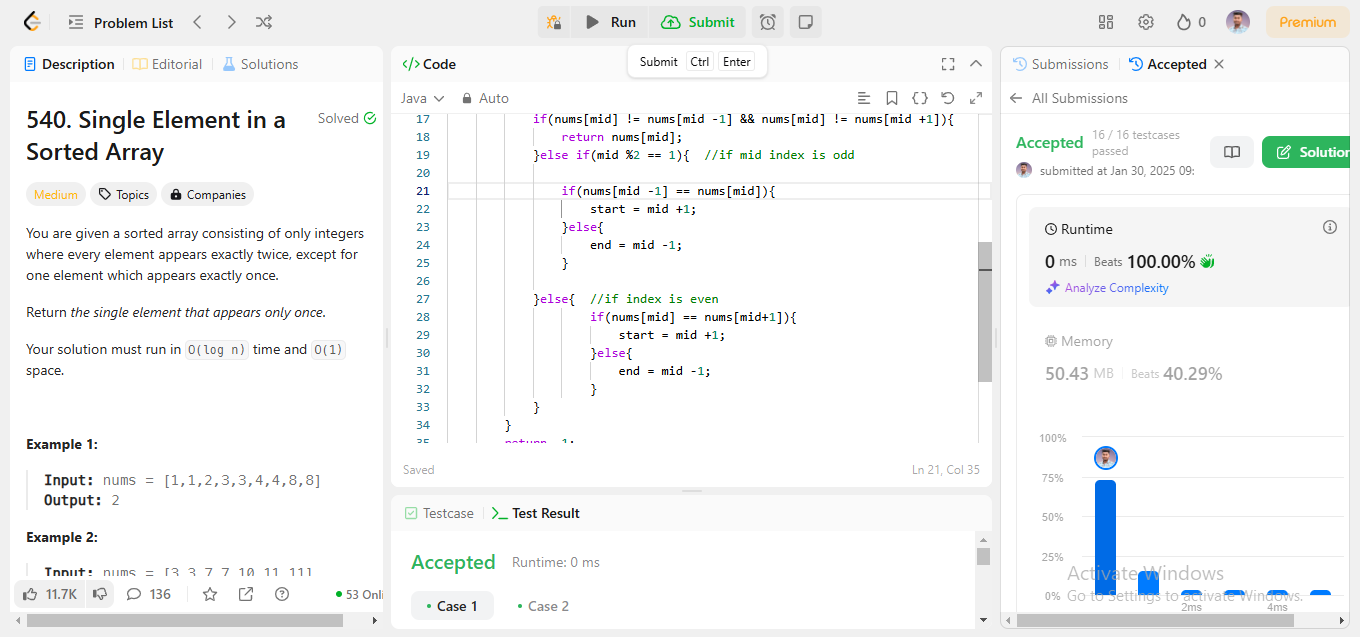 Problem List
Run
Submit
0
Premium
Submit Ctrl Enter
Description
Editorial
Solutions
540. Single Element in a
Sorted Array
Solved
Medium
Topics
Companies
You are given a sorted array consisting of only integers
where every element appears exactly twice, except for
one element which appears exactly once.
Return the single element that appears only once.
Your solution must run in O(log n) time and O(1)
space.
Example 1:
Input: nums = [1,1,2,3,3,4,4,8,8]
Output: 2
Example 2:
Input: nums = [3,3,7,7,10,11,11]
11.7K
136
53 Onli
Code
Java
Auto
17 if(nums[mid] != nums[mid -1] && nums[mid] != nums[mid +1]){
18 return nums[mid];
19 }else if(mid %2 == 1){ //if mid index is odd
20
21 if(nums[mid -1] == nums[mid]){
22 start = mid +1;
23 }else{
24 end = mid -1;
25 }
26
27 }else{ //if index is even
28 if(nums[mid] == nums[mid+1]){
29 start = mid +1;
30 }else{
31 end = mid -1;
32 }
33 }
34 }
35 return -1;
Saved
Ln 21, Col 35
Testcase
Test Result
Accepted
Runtime: 0 ms
Case 1
Case 2
Submissions
Accepted
All Submissions
Accepted
16 / 16 testcases
passed
submitted at Jan 30, 2025 09:
Solution
Runtime
0 ms
Beats 100.00%
Analyze Complexity
Memory
50.43 MB
Beats 40.29%
100%
75%
50%
25%
0%
2ms
4ms
Activate Windows
Go to Settings to activate Windows.